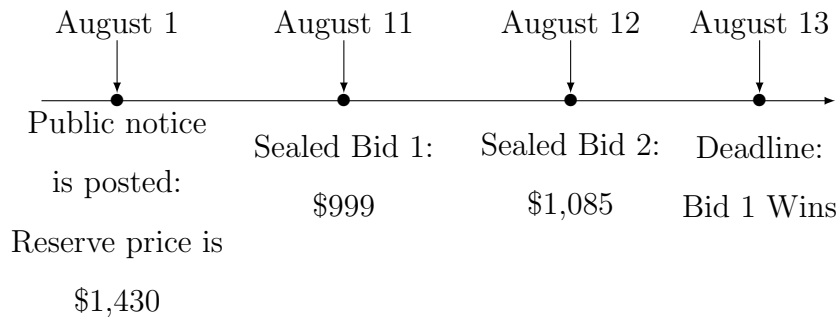 August 1
August 11
August 12
August 13
Public notice
is posted:
Reserve price is
$1,430
Sealed Bid 1:
$999
Sealed Bid 2:
$1,085
Deadline:
Bid 1 Wins